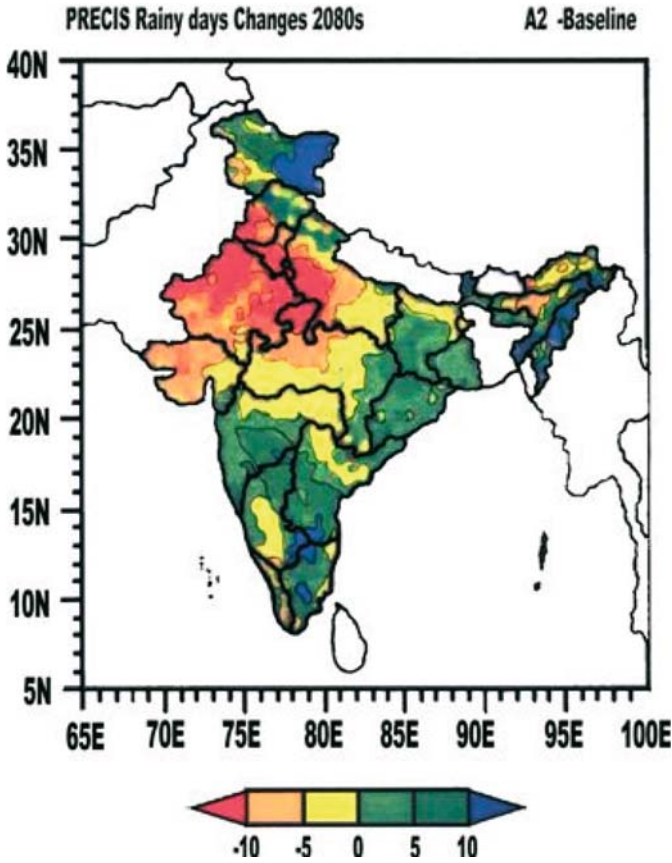 PRECIS Rainy days Changes 2080s A2 -Baseline
40N
35N
30N
25N
20N
15N
10N
5N
65E 70E 75E 80E 85E 90E 95E 100E
-10 -5 0 5 10